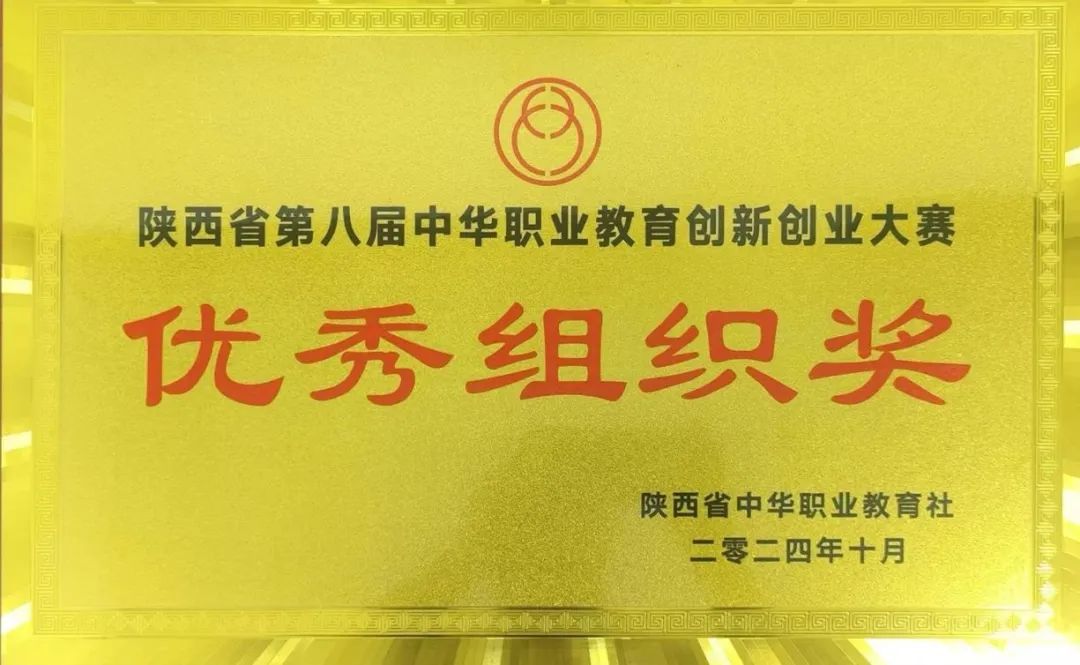 陕西省第八届中华职业教育创新创业大赛
优秀组织奖
陕西省中华职业教育社
二零二四年十月